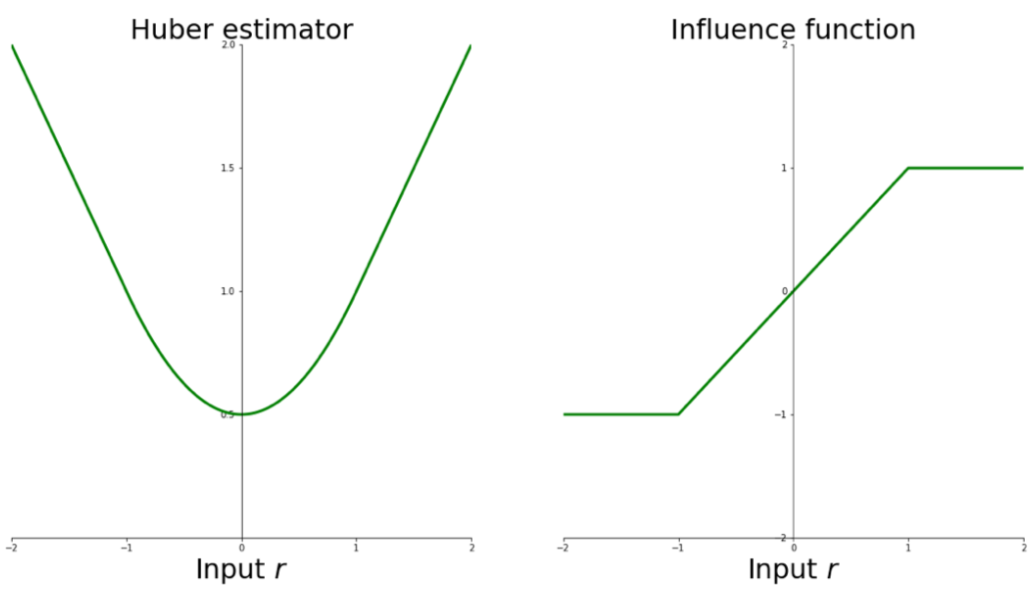 Huber estimator
2.0
1.5
1.0
0.5
−2 −1 0 1 2
Input r
Influence function
2
1
0
−1
−2
−2 −1 0 1 2
Input r